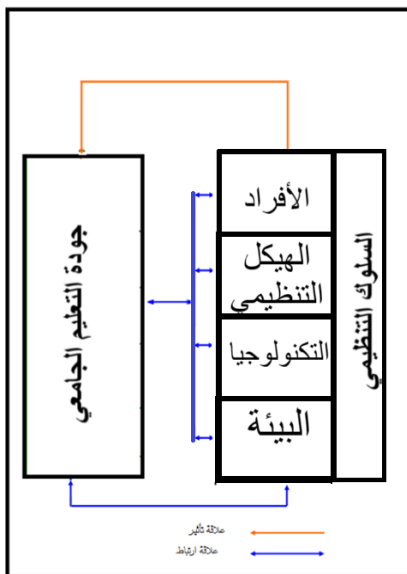 السلوك التنظيمي
الأفراد
الهيكل
التنظيمي
التكنولوجيا
البيئة
جودة التعليم الجامعي
علاقة تأثير
علاقة ارتباط